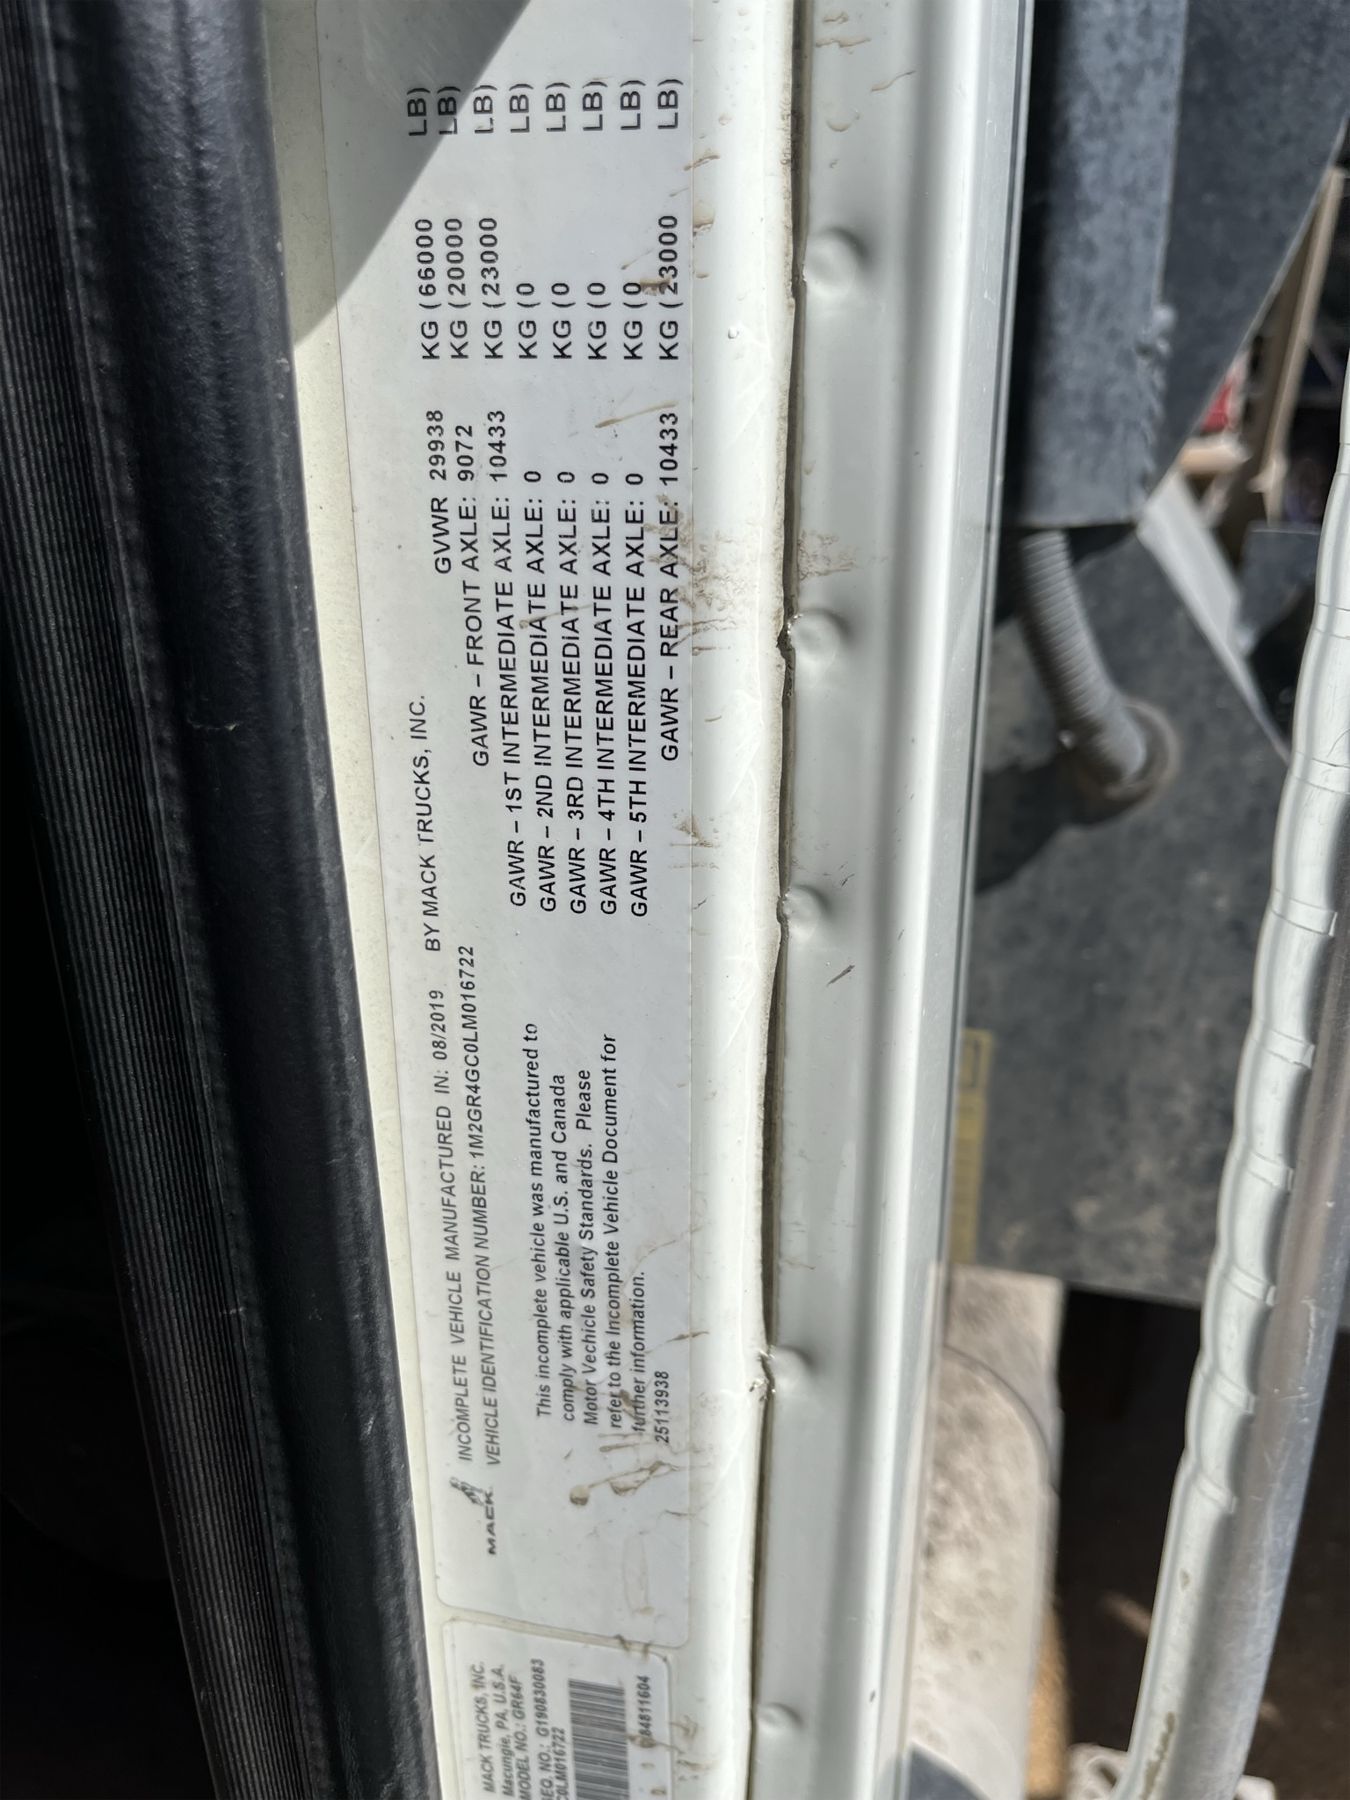 INCOMPLETE VEHICLE MANUFACTURED IN: 08/2019 BY MACK TRUCKS, INC.
VEHICLE IDENTIFICATION NUMBER: 1M2GR4GC0LM016722
MACK
GVWR 29938 KG (66000 LB)
GAWR – FRONT AXLE: 9072 KG (20000 LB)
GAWR – 1ST INTERMEDIATE AXLE: 10433 KG (23000 LB)
GAWR – 2ND INTERMEDIATE AXLE: 0 KG (0 LB)
GAWR – 3RD INTERMEDIATE AXLE: 0 KG (0 LB)
GAWR – 4TH INTERMEDIATE AXLE: 0 KG (0 LB)
GAWR – 5TH INTERMEDIATE AXLE: 0 KG (0 LB)
GAWR – REAR AXLE: 10433 KG (23000 LB)
This incomplete vehicle was manufactured to
comply with applicable U.S. and Canada
Motor Vechicle Safety Standards. Please
refer to the Incomplete Vehicle Document for
further information.
25113938
MACK TRUCKS, INC.
Macungie, PA, U.S.A.
MODEL NO.: GR64F
NO.: G190830083
C0LM016722
84811604